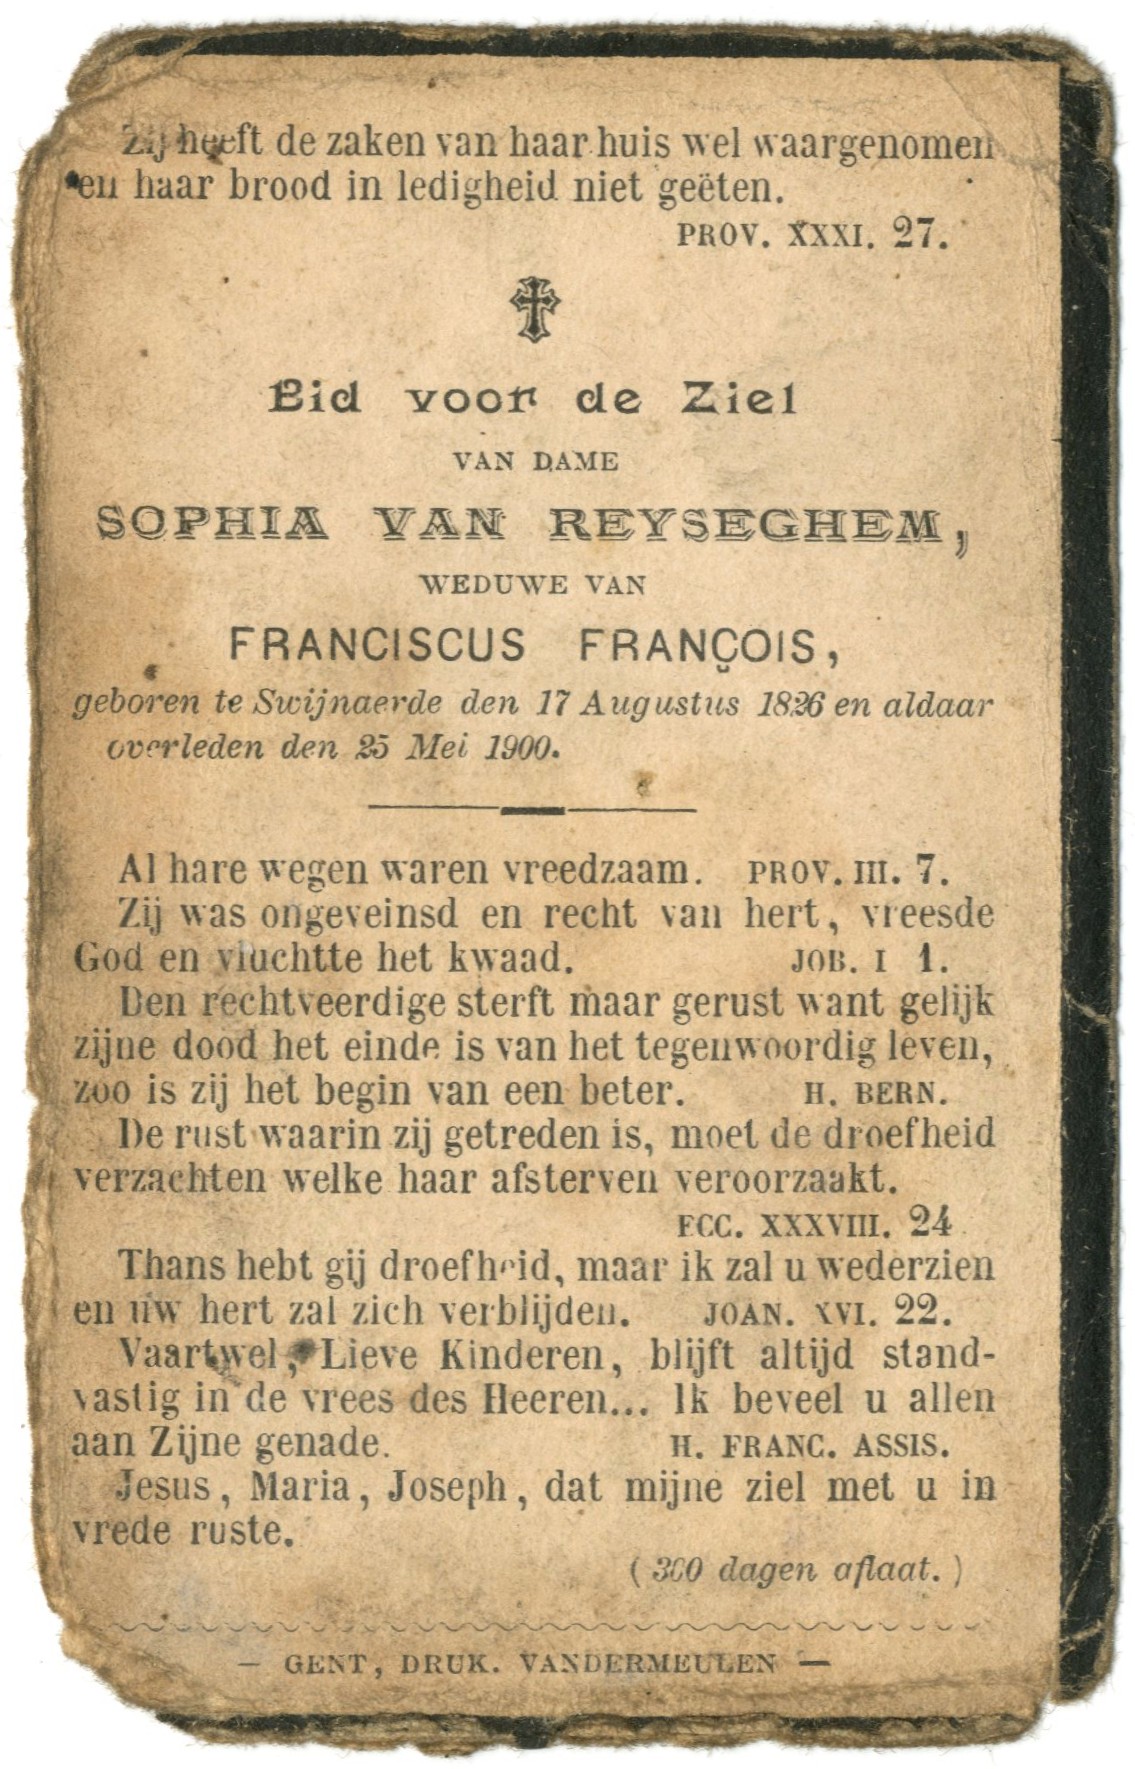 Zij heeft de zaken van haar huis wel waargenomen
en haar brood in ledigheid niet geëten.
PROV. XXXI. 27.
Bid voor de Ziel
VAN DAME
SOPHIA VAN REYSEGHEM,
WEDUWE VAN
FRANCISCUS FRANÇOIS,
geboren te Swijnaerde den 17 Augustus 1826 en aldaar
overleden den 25 Mei 1900.
Al hare wegen waren vreedzaam. PROV. III. 7.
Zij was ongeveinsd en recht van hert, vreesde
God en vluchtte het kwaad. JOB. I 1.
Den rechtveerdige sterft maar gerust want gelijk
zijne dood het einde is van het tegenwoordig leven,
zoo is zij het begin van een beter. H. BERN.
De rust waarin zij getreden is, moet de droefheid
verzachten welke haar afsterven veroorzaakt.
ECC. XXXVIII. 24
Thans hebt gij droefheid, maar ik zal u wederzien
en uw hert zal zich verblijden. JOAN. XVI. 22.
Vaartwel, Lieve Kinderen, blijft altijd stand-
vastig in de vrees des Heeren... Ik beveel u allen
aan Zijne genade. H. FRANC. ASSIS.
Jesus, Maria, Joseph, dat mijne ziel met u in
vrede ruste.
(300 dagen aflaat.)
— GENT, DRUK. VANDERMEULEN —